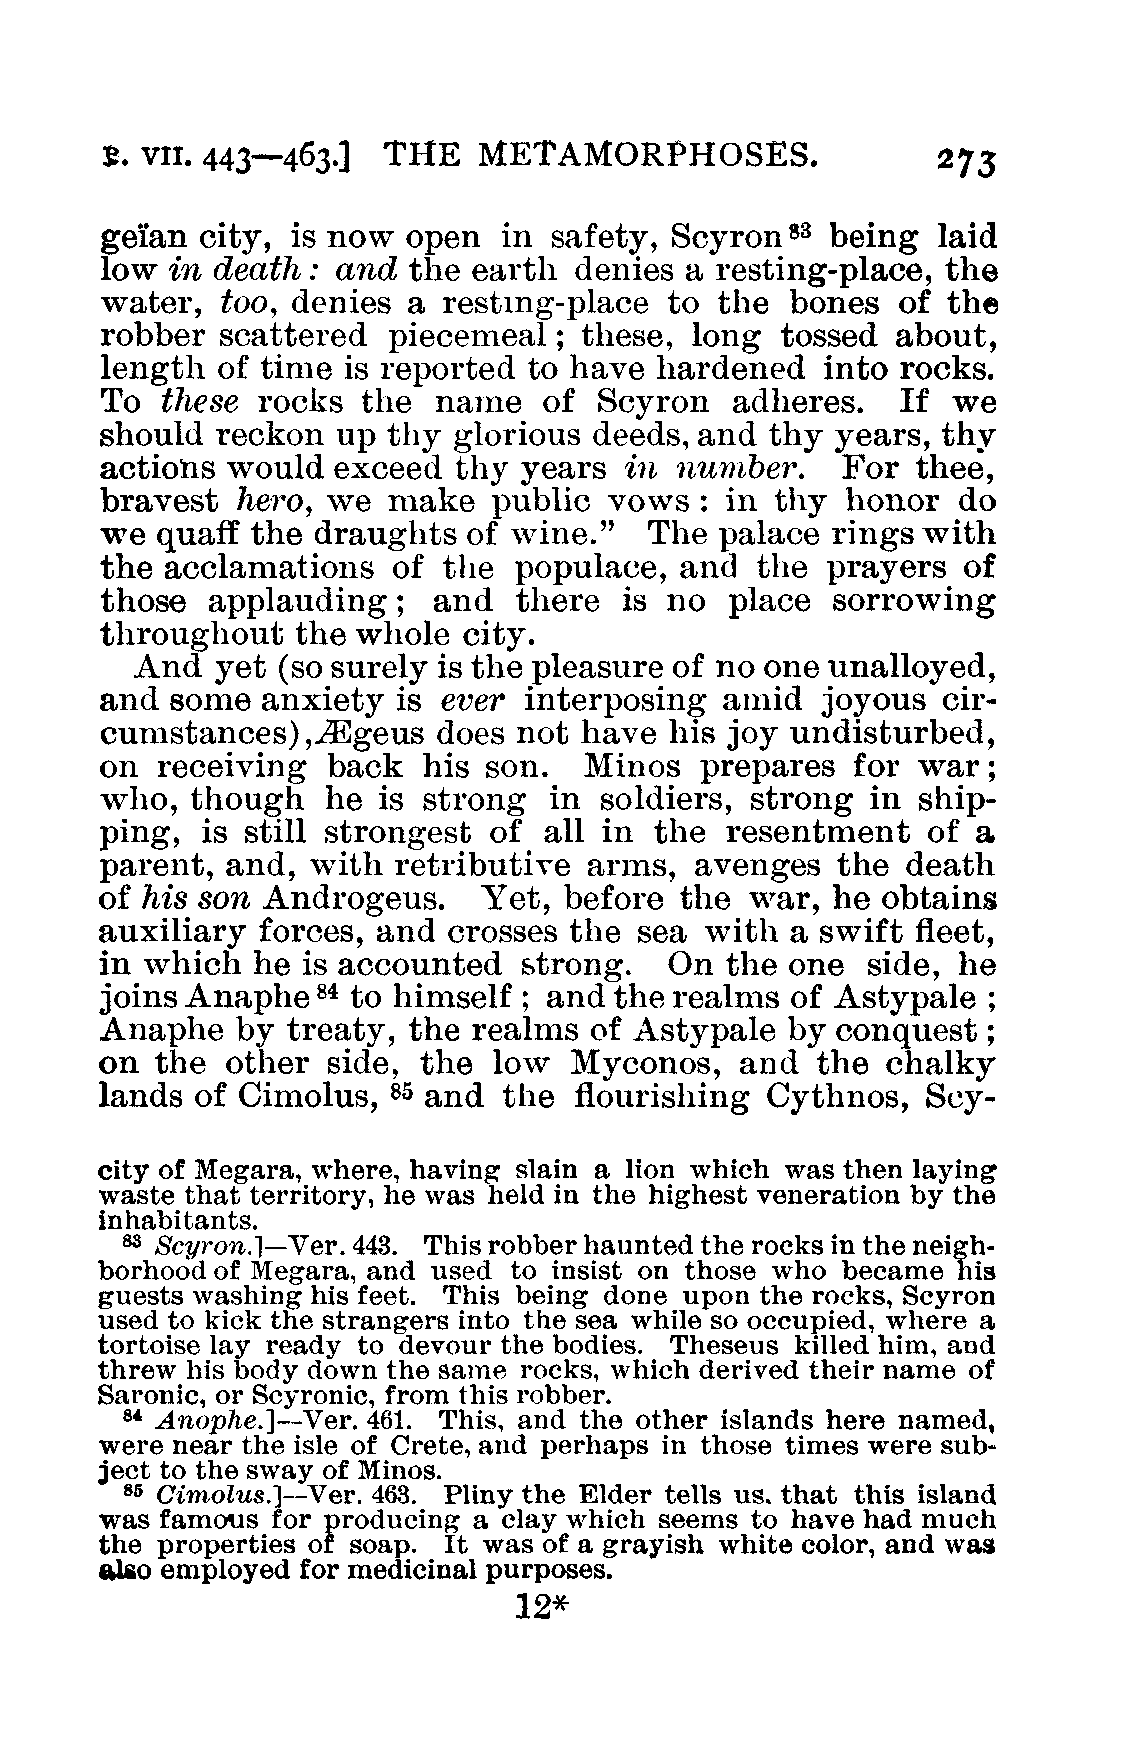 B. VII. 443—463.] THE METAMORPHOSES. 273
geïan city, is now open in safety, Scyron 83 being laid
low in death : and the earth denies a resting-place, the
water, too, denies a resting-place to the bones of the
robber scattered piecemeal ; these, long tossed about,
length of time is reported to have hardened into rocks.
To these rocks the name of Scyron adheres. If we
should reckon up thy glorious deeds, and thy years, thy
actions would exceed thy years in number. For thee,
bravest hero, we make public vows : in thy honor do
we quaff the draughts of wine.” The palace rings with
the acclamations of the populace, and the prayers of
those applauding ; and there is no place sorrowing
throughout the whole city.
And yet (so surely is the pleasure of no one unalloyed,
and some anxiety is ever interposing amid joyous cir-
cumstances),Ægeus does not have his joy undisturbed,
on receiving back his son. Minos prepares for war ;
who, though he is strong in soldiers, strong in ship-
ping, is still strongest of all in the resentment of a
parent, and, with retributive arms, avenges the death
of his son Androgeus. Yet, before the war, he obtains
auxiliary forces, and crosses the sea with a swift fleet,
in which he is accounted strong. On the one side, he
joins Anaphe 84 to himself ; and the realms of Astypale ;
Anaphe by treaty, the realms of Astypale by conquest ;
on the other side, the low Myconos, and the chalky
lands of Cimolus, 85 and the flourishing Cythnos, Scy-
city of Megara, where, having slain a lion which was then laying
waste that territory, he was held in the highest veneration by the
inhabitants.
83 Scyron.]—Ver. 443. This robber haunted the rocks in the neigh-
borhood of Megara, and used to insist on those who became his
guests washing his feet. This being done upon the rocks, Scyron
used to kick the strangers into the sea while so occupied, where a
tortoise lay ready to devour the bodies. Theseus killed him, and
threw his body down the same rocks, which derived their name of
Saronic, or Scyronic, from this robber.
84 Anophe.]--Ver. 461. This, and the other islands here named,
were near the isle of Crete, and perhaps in those times were sub-
ject to the sway of Minos.
85 Cimolus.]--Ver. 463. Pliny the Elder tells us. that this island
was famous for producing a clay which seems to have had much
the properties of soap. It was of a grayish white color, and was
also employed for medicinal purposes.
12*